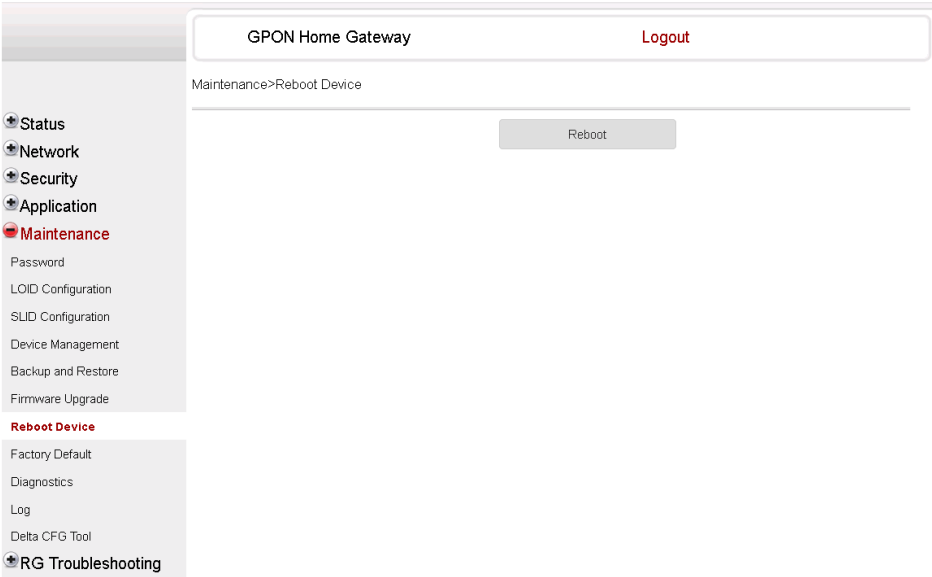 GPON Home Gateway
Logout
Maintenance>Reboot Device
Reboot
Status
Network
Security
Application
Maintenance
Password
LOID Configuration
SLID Configuration
Device Management
Backup and Restore
Firmware Upgrade
Reboot Device
Factory Default
Diagnostics
Log
Delta CFG Tool
RG Troubleshooting